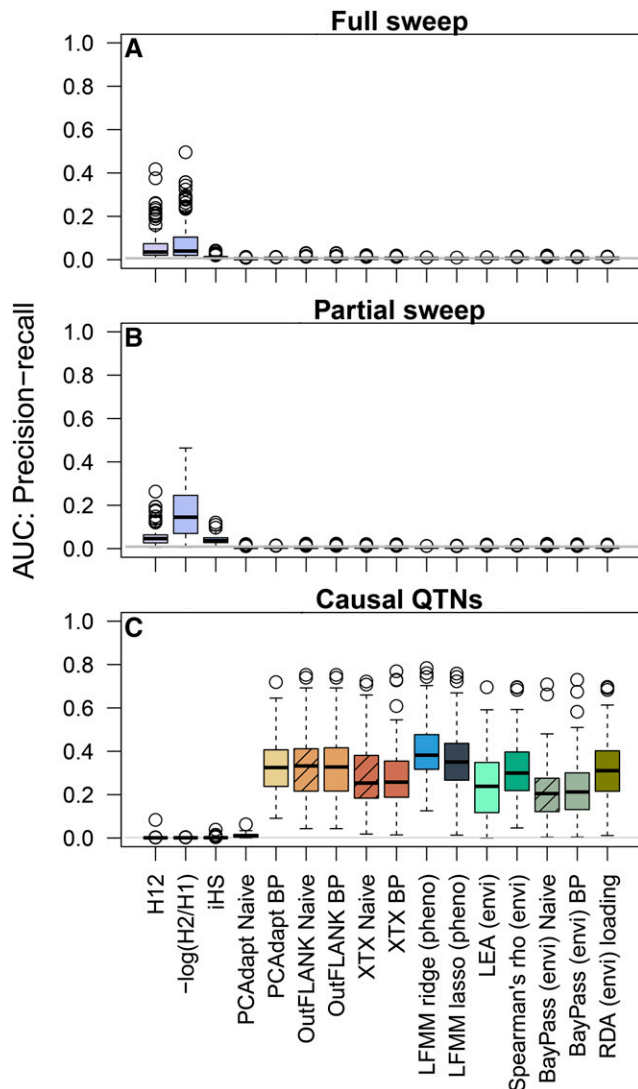 Full sweep
A
1.0
0.8
0.6
0.4
0.2
0.0
Partial sweep
B
1.0
0.8
0.6
0.4
0.2
0.0
AUC: Precision−recall
Causal QTNs
C
1.0
0.8
0.6
0.4
0.2
0.0
H12
-log(H2/H1)
iHS
PCAdapt Naive
PCAdapt BP
OutFLANK Naive
OutFLANK BP
XTX Naive
XTX BP
LFMM ridge (pheno)
LFMM lasso (pheno)
LEA (envi)
Spearman's rho (envi)
BayPass (envi) Naive
BayPass (envi) BP
RDA (envi) loading